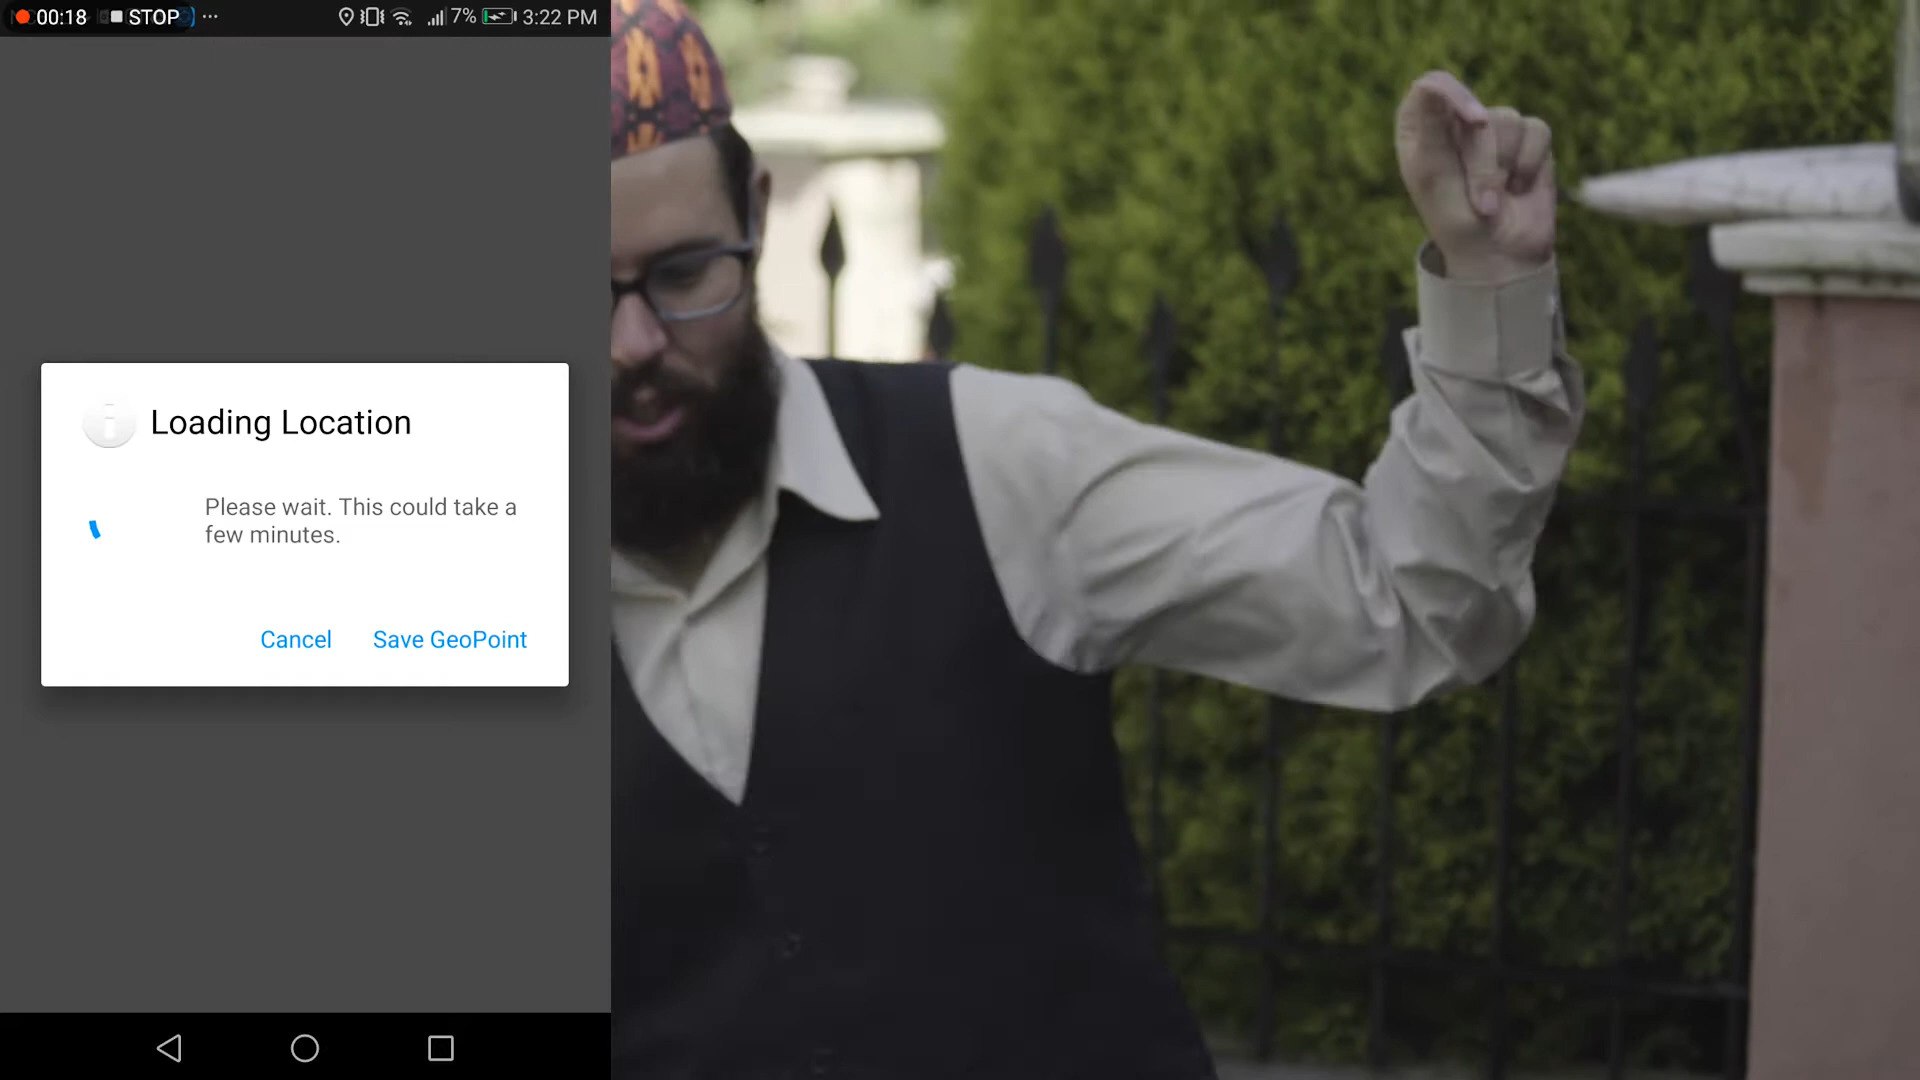 00:18 STOP ... 7% 3:22 PM
Loading Location
Please wait. This could take a
few minutes.
Cancel Save GeoPoint